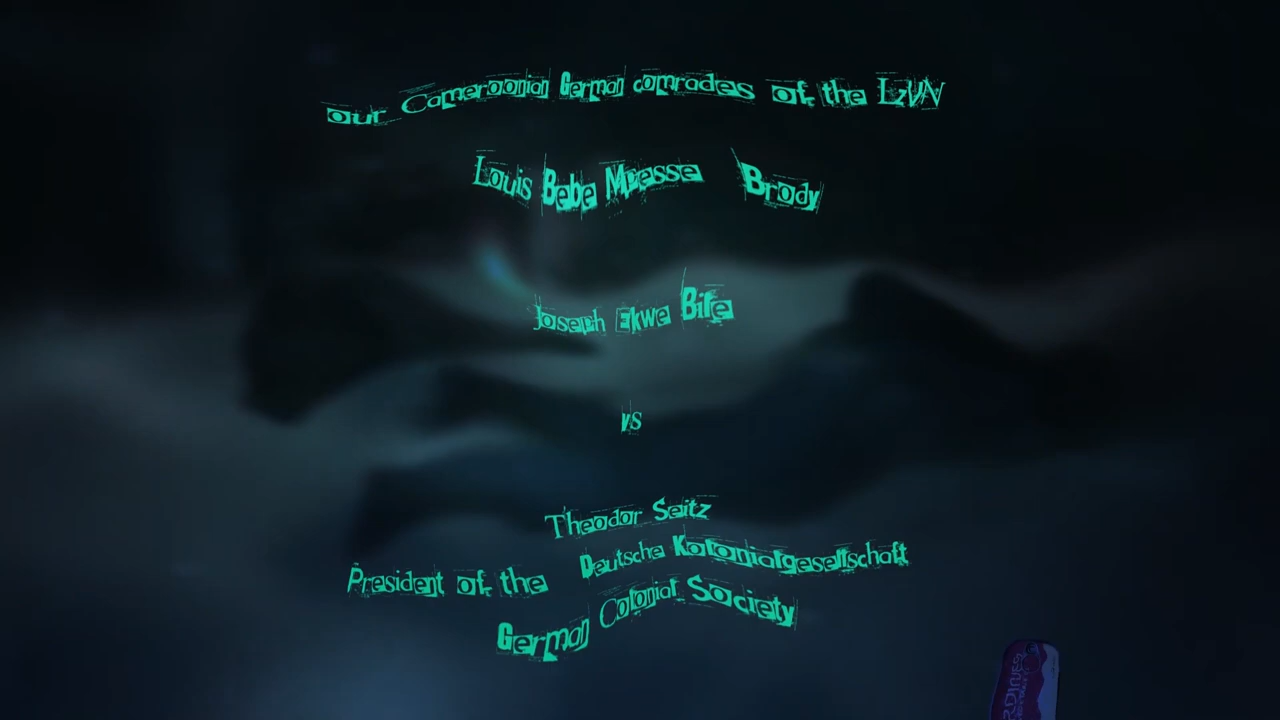 our Cameroonian German comrades of the LzVN
Louis Bebe Mpesse Brody
Joseph Ekwe Bile
vs
Theodor Seitz
President of the Deutsche Kolonialgesellschaft
German Colonial Society